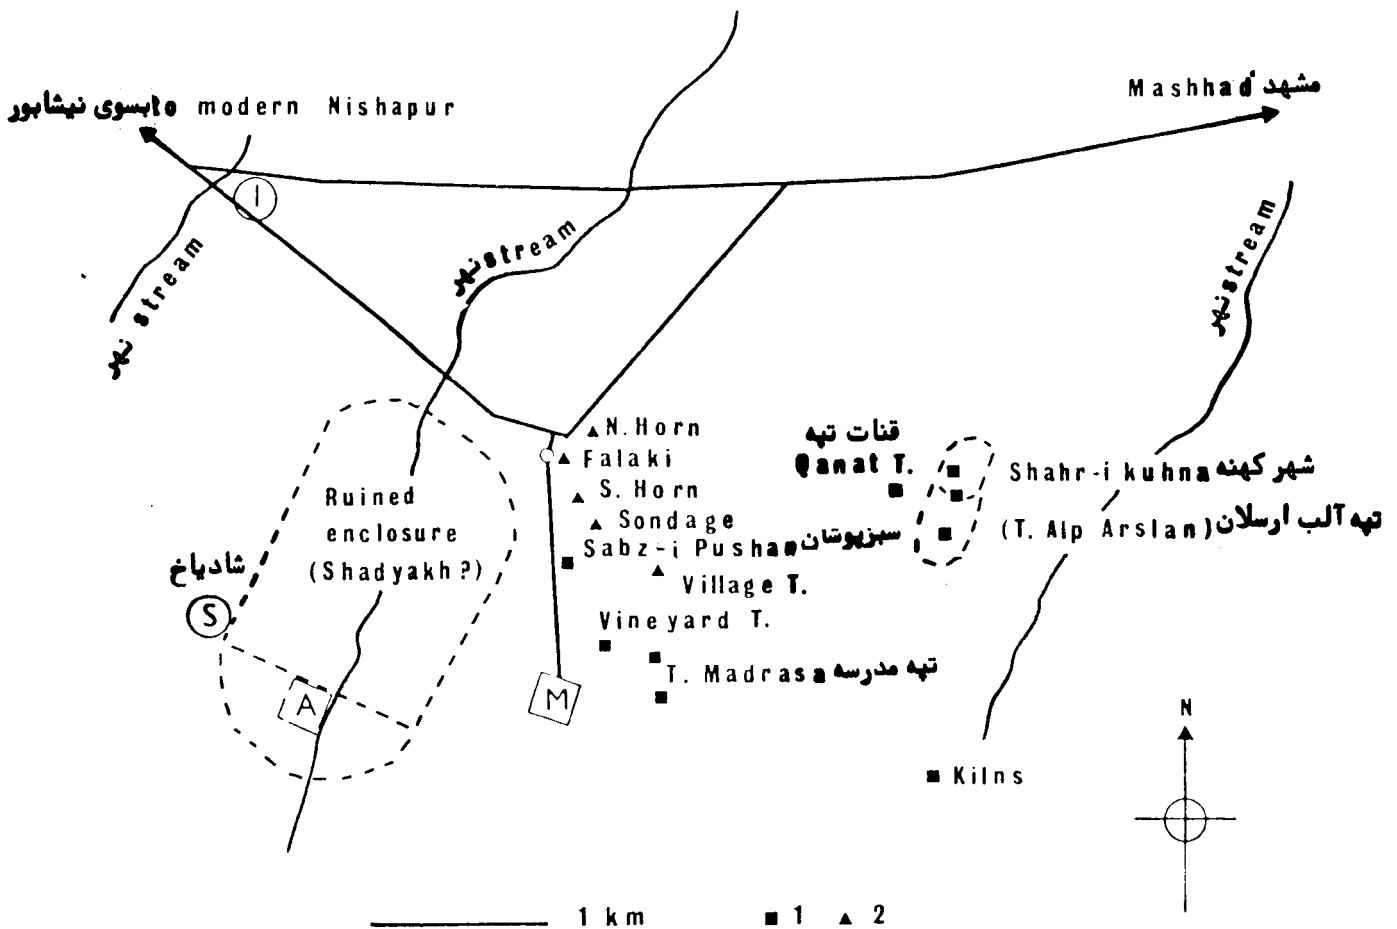 Mashhad مشهد
بسوی نیشابور to modern Nishapur
I
نهر stream
نهر stream
نهر stream
N. Horn
Falaki
S. Horn
Sondage
Sabz-i Pushan سبزپوشان
Village T.
Vineyard T.
T. Madrasa تپه مدرسه
قنات تپه
Qanat T.
Shahr-i kuhna شهر کهنه
(T. Alp Arslan) تپه آلب ارسلان
Ruined
enclosure
(Shadyakh?)
شادیاخ
S
A
M
Kilns
N
1 km
1
2